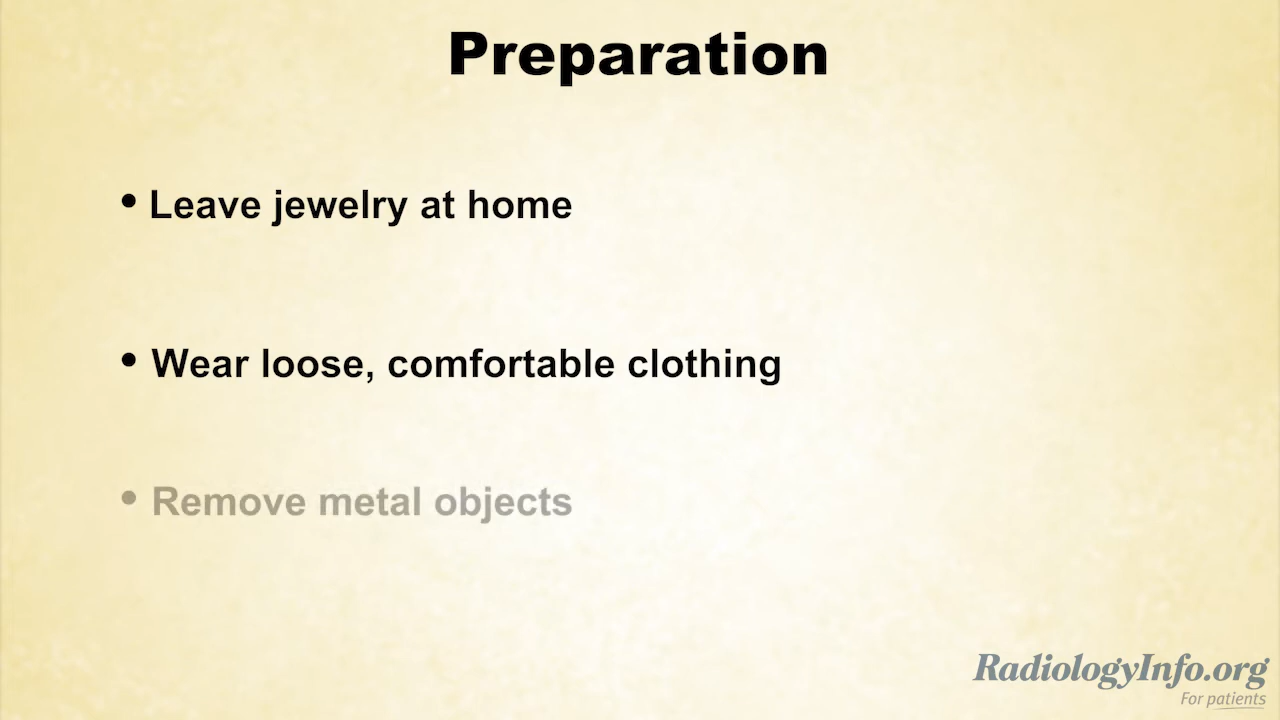 Preparation
• Leave jewelry at home
• Wear loose, comfortable clothing
• Remove metal objects
RadiologyInfo.org
For patients